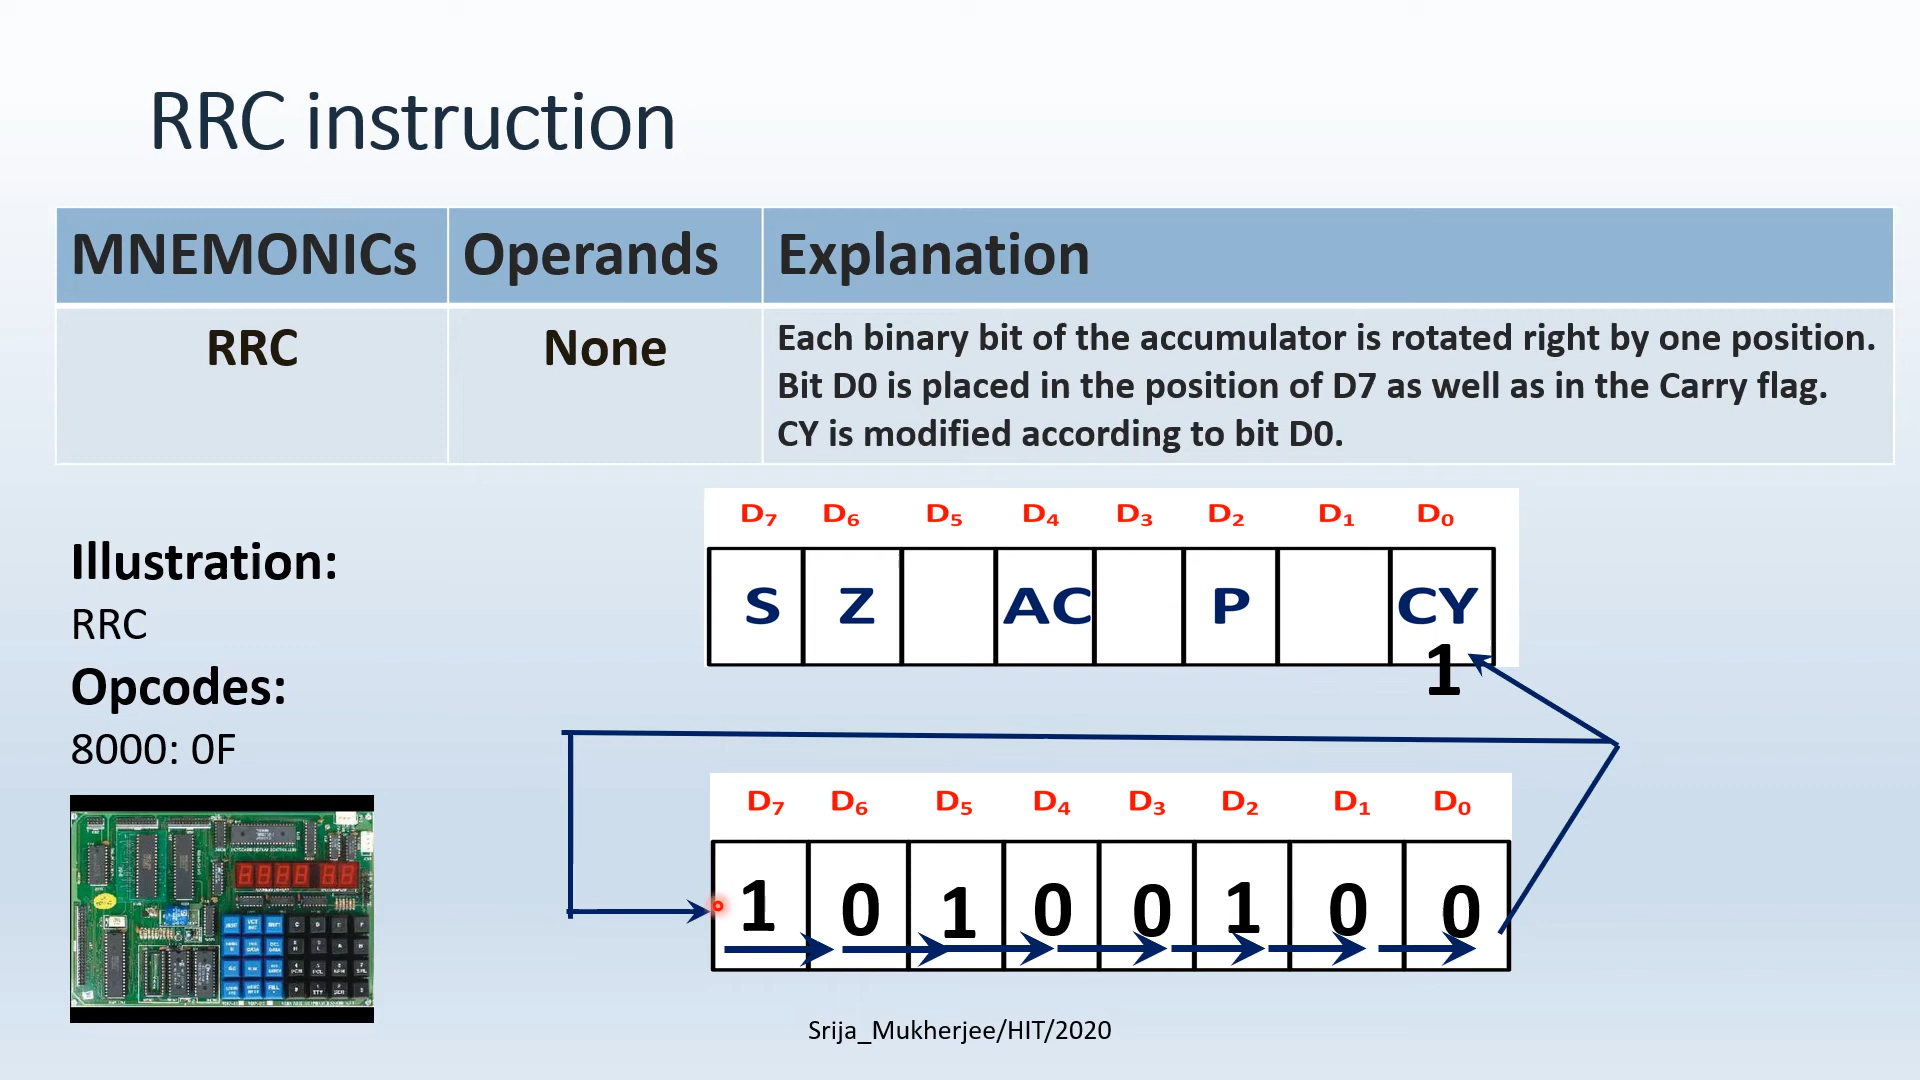 RRC instruction
MNEMONICs Operands Explanation
RRC None Each binary bit of the accumulator is rotated right by one position.
Bit D0 is placed in the position of D7 as well as in the Carry flag.
CY is modified according to bit D0.
Illustration:
RRC
Opcodes:
8000: 0F
D₇ D₆ D₅ D₄ D₃ D₂ D₁ D₀
S Z AC P CY
1
D₇ D₆ D₅ D₄ D₃ D₂ D₁ D₀
1 0 1 0 0 1 0 0
Srija_Mukherjee/HIT/2020